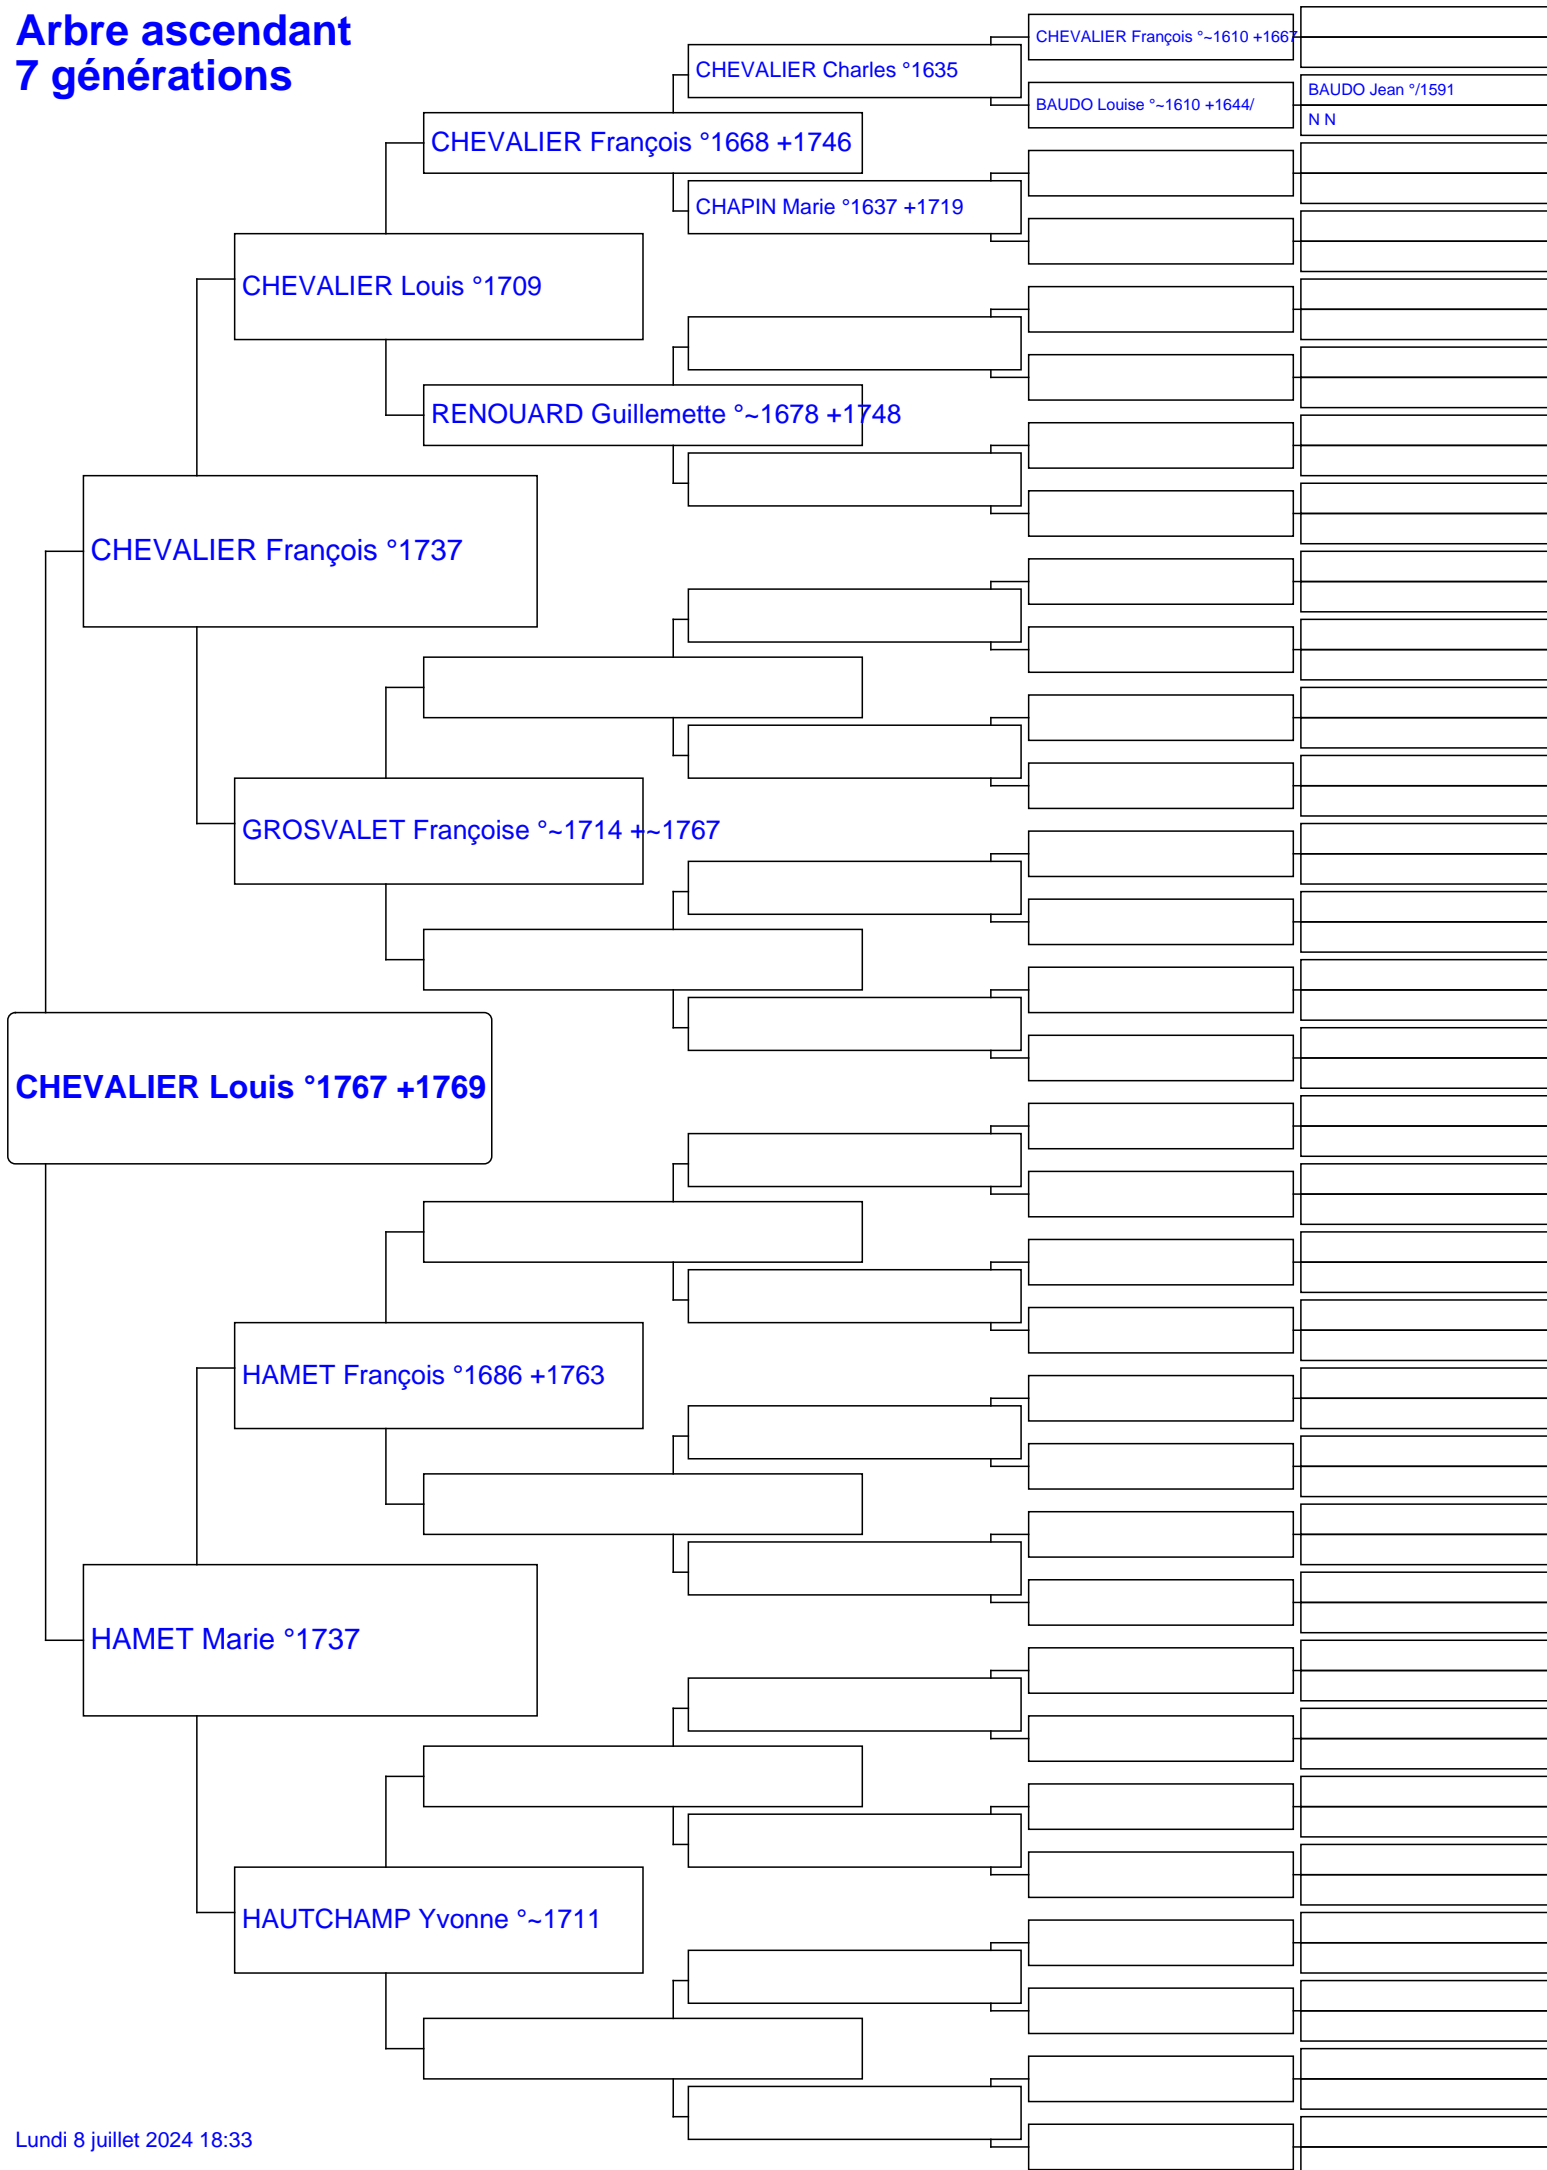 Arbre ascendant
7 générations
CHEVALIER François °~1610 +1667
CHEVALIER Charles °1635
BAUDO Jean °/1591
BAUDO Louise °~1610 +1644/
N N
CHEVALIER François °1668 +1746
CHAPIN Marie °1637 +1719
CHEVALIER Louis °1709
RENOUARD Guillemette °~1678 +1748
CHEVALIER François °1737
GROSVALET Françoise °~1714 +~1767
CHEVALIER Louis °1767 +1769
HAMET François °1686 +1763
HAMET Marie °1737
HAUTCHAMP Yvonne °~1711
Lundi 8 juillet 2024 18:33